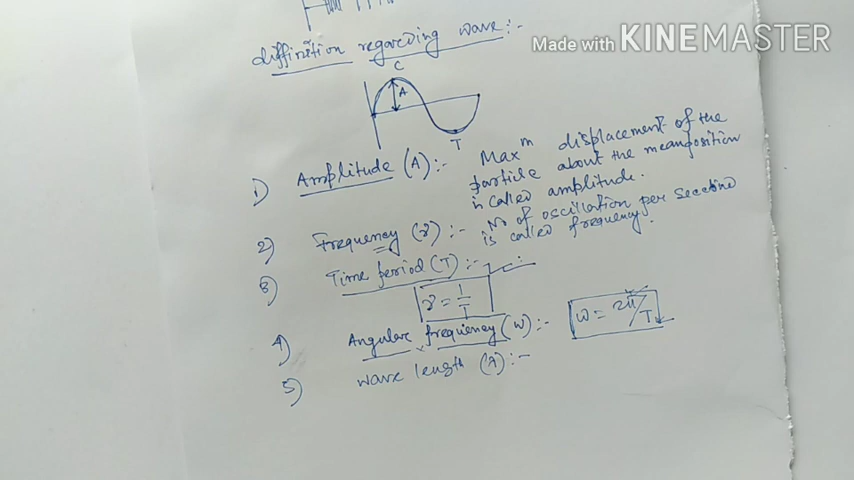 Made with KINEMASTER
diffinition regarding wave:-
C
A
T
1) Amplitude (A):- Maxᵐ displacement of the
particle about the meanposition
is called amplitude.
2) Frequency (γ):- No of oscillation per second
is called frequency.
3) Time period (T):-
γ = 1/T
4) Angular frequency (W):- W = 2π/T
5) wave length (λ):-